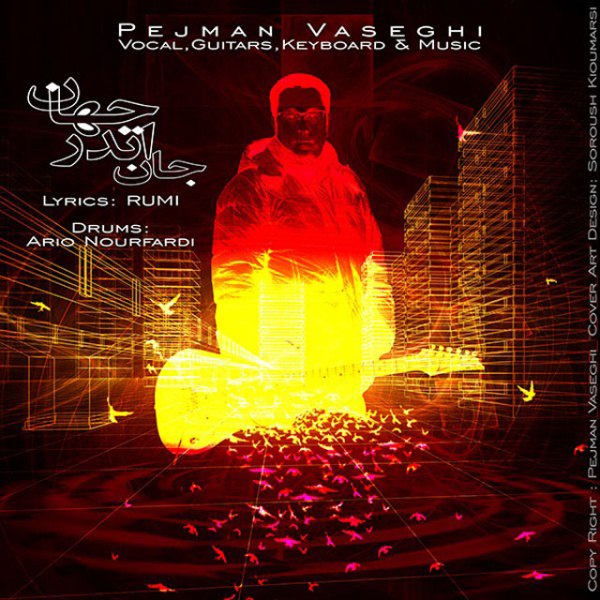 Pejman Vaseghi
Vocal,Guitars,Keyboard & Music
جهان
اندر
جان
Lyrics: RUMI
Drums:
Ario Nourfardi
Copy Right : Pejman Vaseghi Cover Art Design: Soroush Kioumarsi